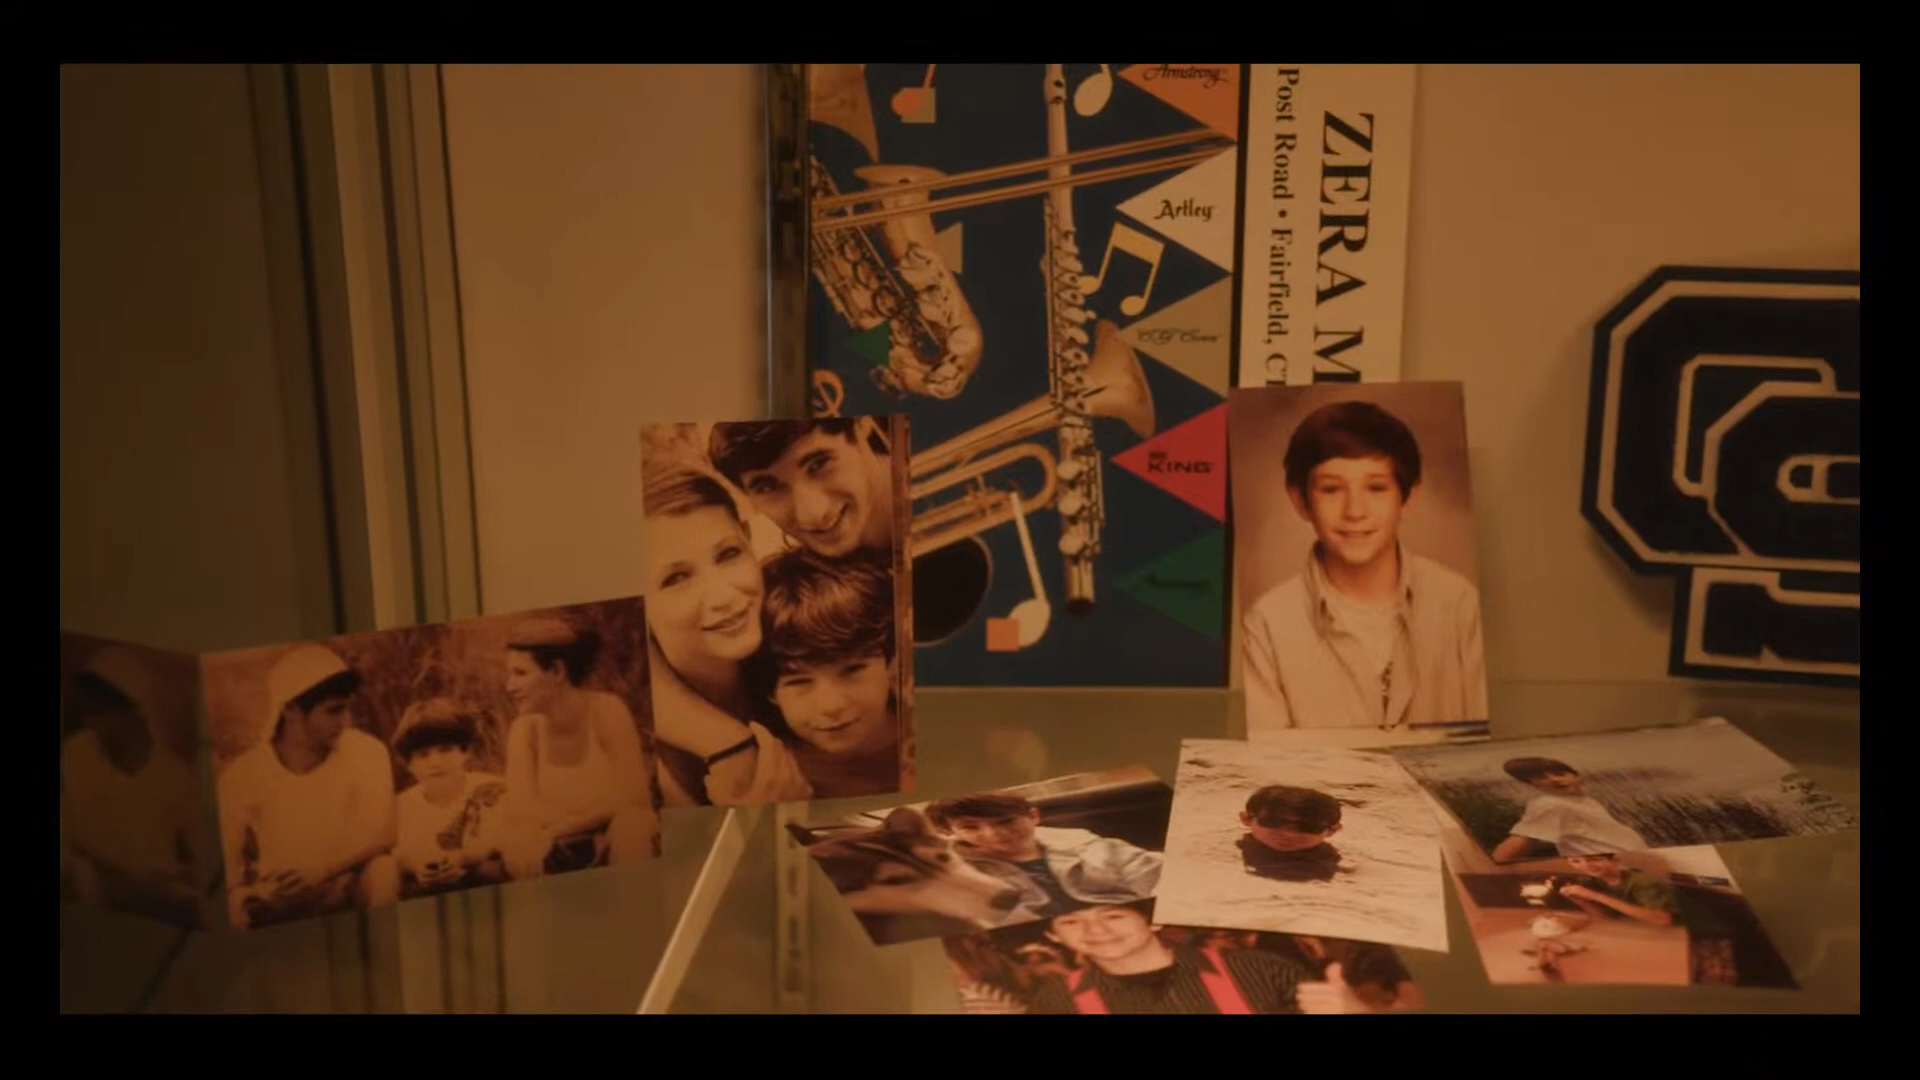 Armstrong
Artley
KING
ZERA M
Post Road • Fairfield, CT